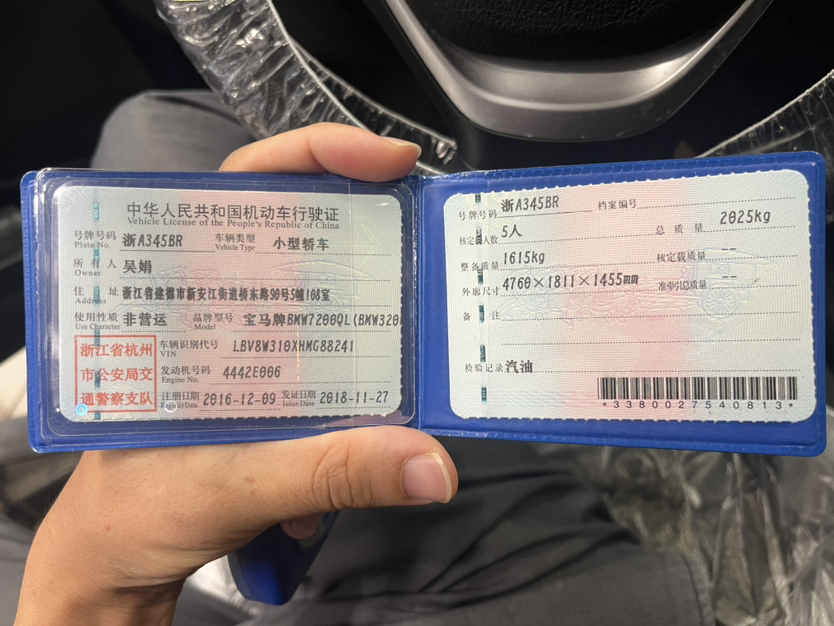 中华人民共和国机动车行驶证
Vehicle License of the People's Republic of China
号牌号码 Plate No. 浙A345BR 车辆类型 Vehicle Type 小型轿车
所有人 Owner 吴娟
住址 Address 浙江省建德市新安江街道桥东路90号5幢108室
使用性质 Use Character 非营运 品牌型号 Model 宝马牌BMW7200QL(BMW320
浙江省杭州
市公安局交
通警察支队
车辆识别代号 VIN LBV8W310XHMG88241
发动机号码 Engine No. 4442E006
注册日期 Register Date 2016-12-09 发证日期 Issue Date 2018-11-27
号牌号码 浙A345BR 档案编号
核定人数 5人 总质量 2025kg
整备质量 1615kg 核定载质量 --
外廓尺寸 4760×1811×1455mm 准牵引总质量 --
备注
检验记录 汽油
*3380027540813*